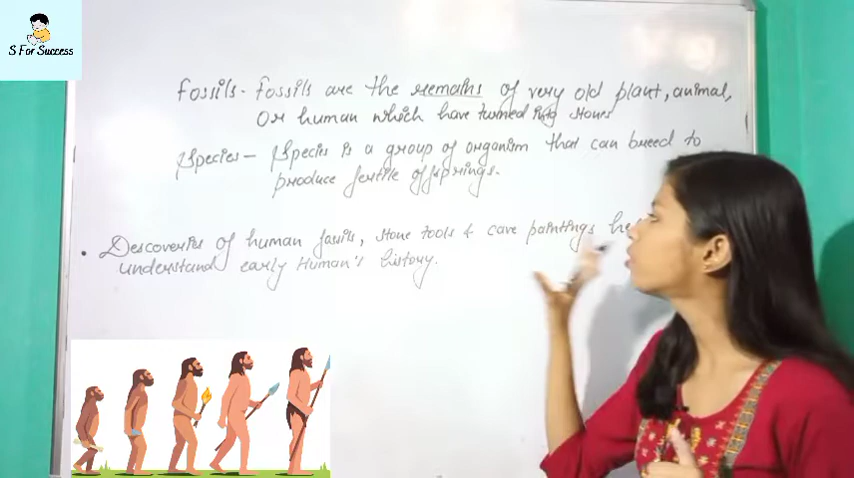 S For Success
Fossils - Fossils are the remains of very old plant, animal,
Or human which have turned into stones
Species - Species is a group of organism that can breed to
produce fertile offsprings.
Discoveries of human fossils, stone tools & cave paintings
understand early Human's history.